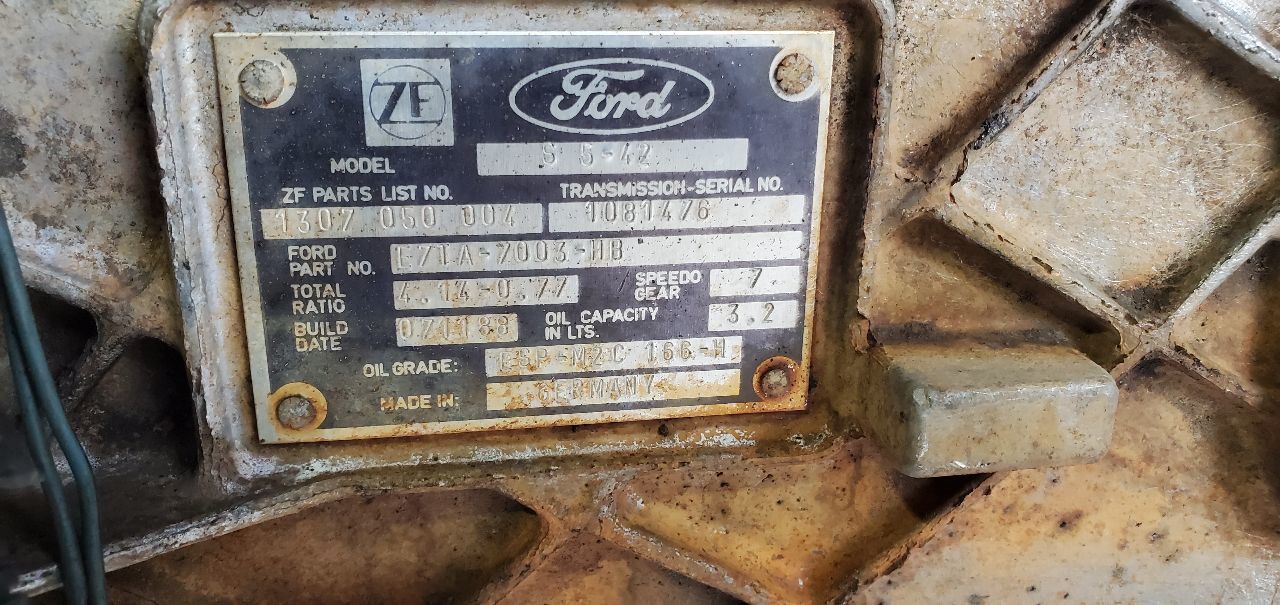 ZF Ford
MODEL S 5-42
ZF PARTS LIST NO. TRANSMISSION-SERIAL NO.
1307 050 004 1081476
FORD PART NO. E7TA-7003-HB
TOTAL RATIO 4.14-0.77 SPEEDO GEAR 7
BUILD DATE 071188 OIL CAPACITY IN LTS. 3.2
OIL GRADE: ESP-M2C 166-H
MADE IN: GERMANY